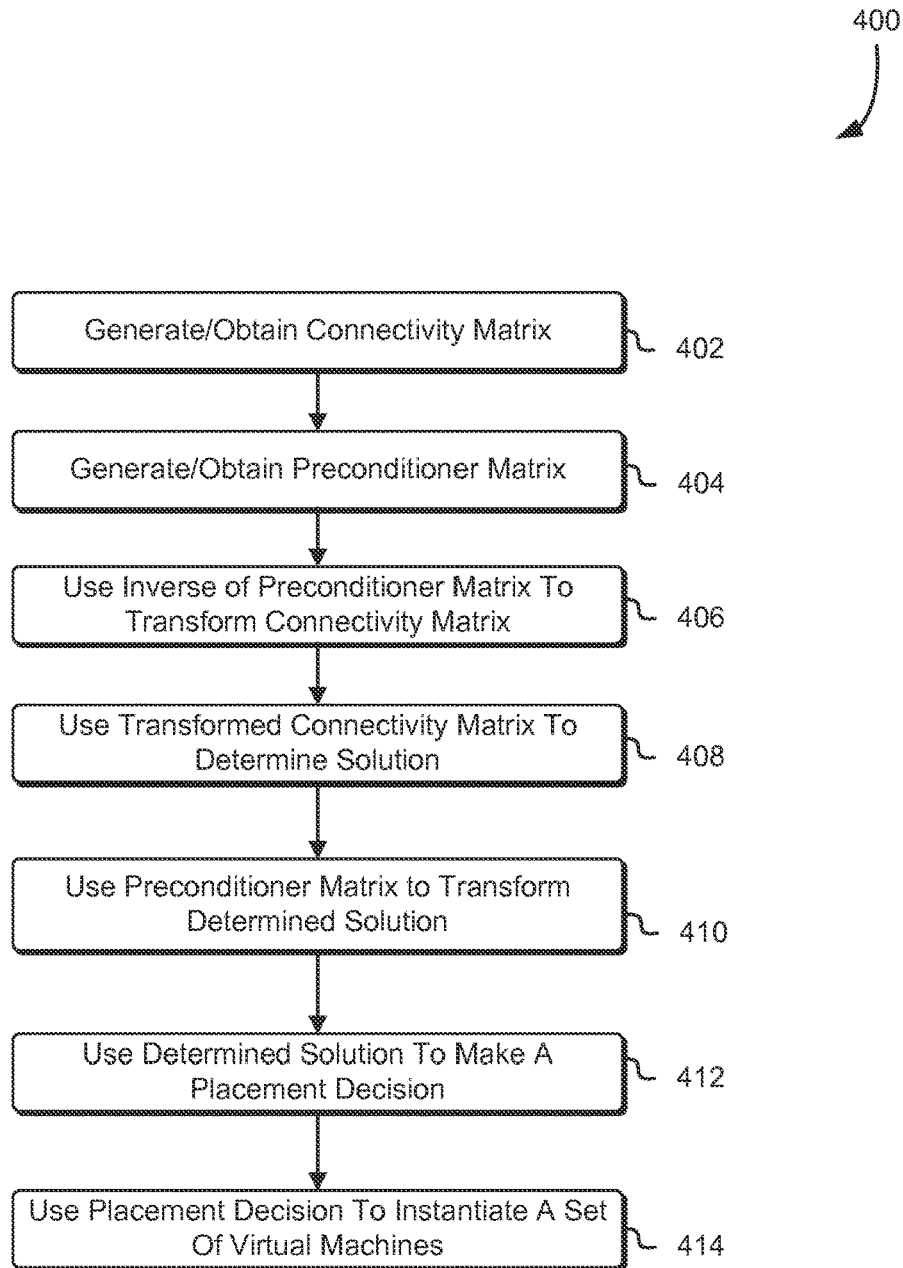 400
Generate/Obtain Connectivity Matrix
402
Generate/Obtain Preconditioner Matrix
404
Use Inverse of Preconditioner Matrix To
Transform Connectivity Matrix
406
Use Transformed Connectivity Matrix To
Determine Solution
408
Use Preconditioner Matrix to Transform
Determined Solution
410
Use Determined Solution To Make A
Placement Decision
412
Use Placement Decision To Instantiate A Set
Of Virtual Machines
414